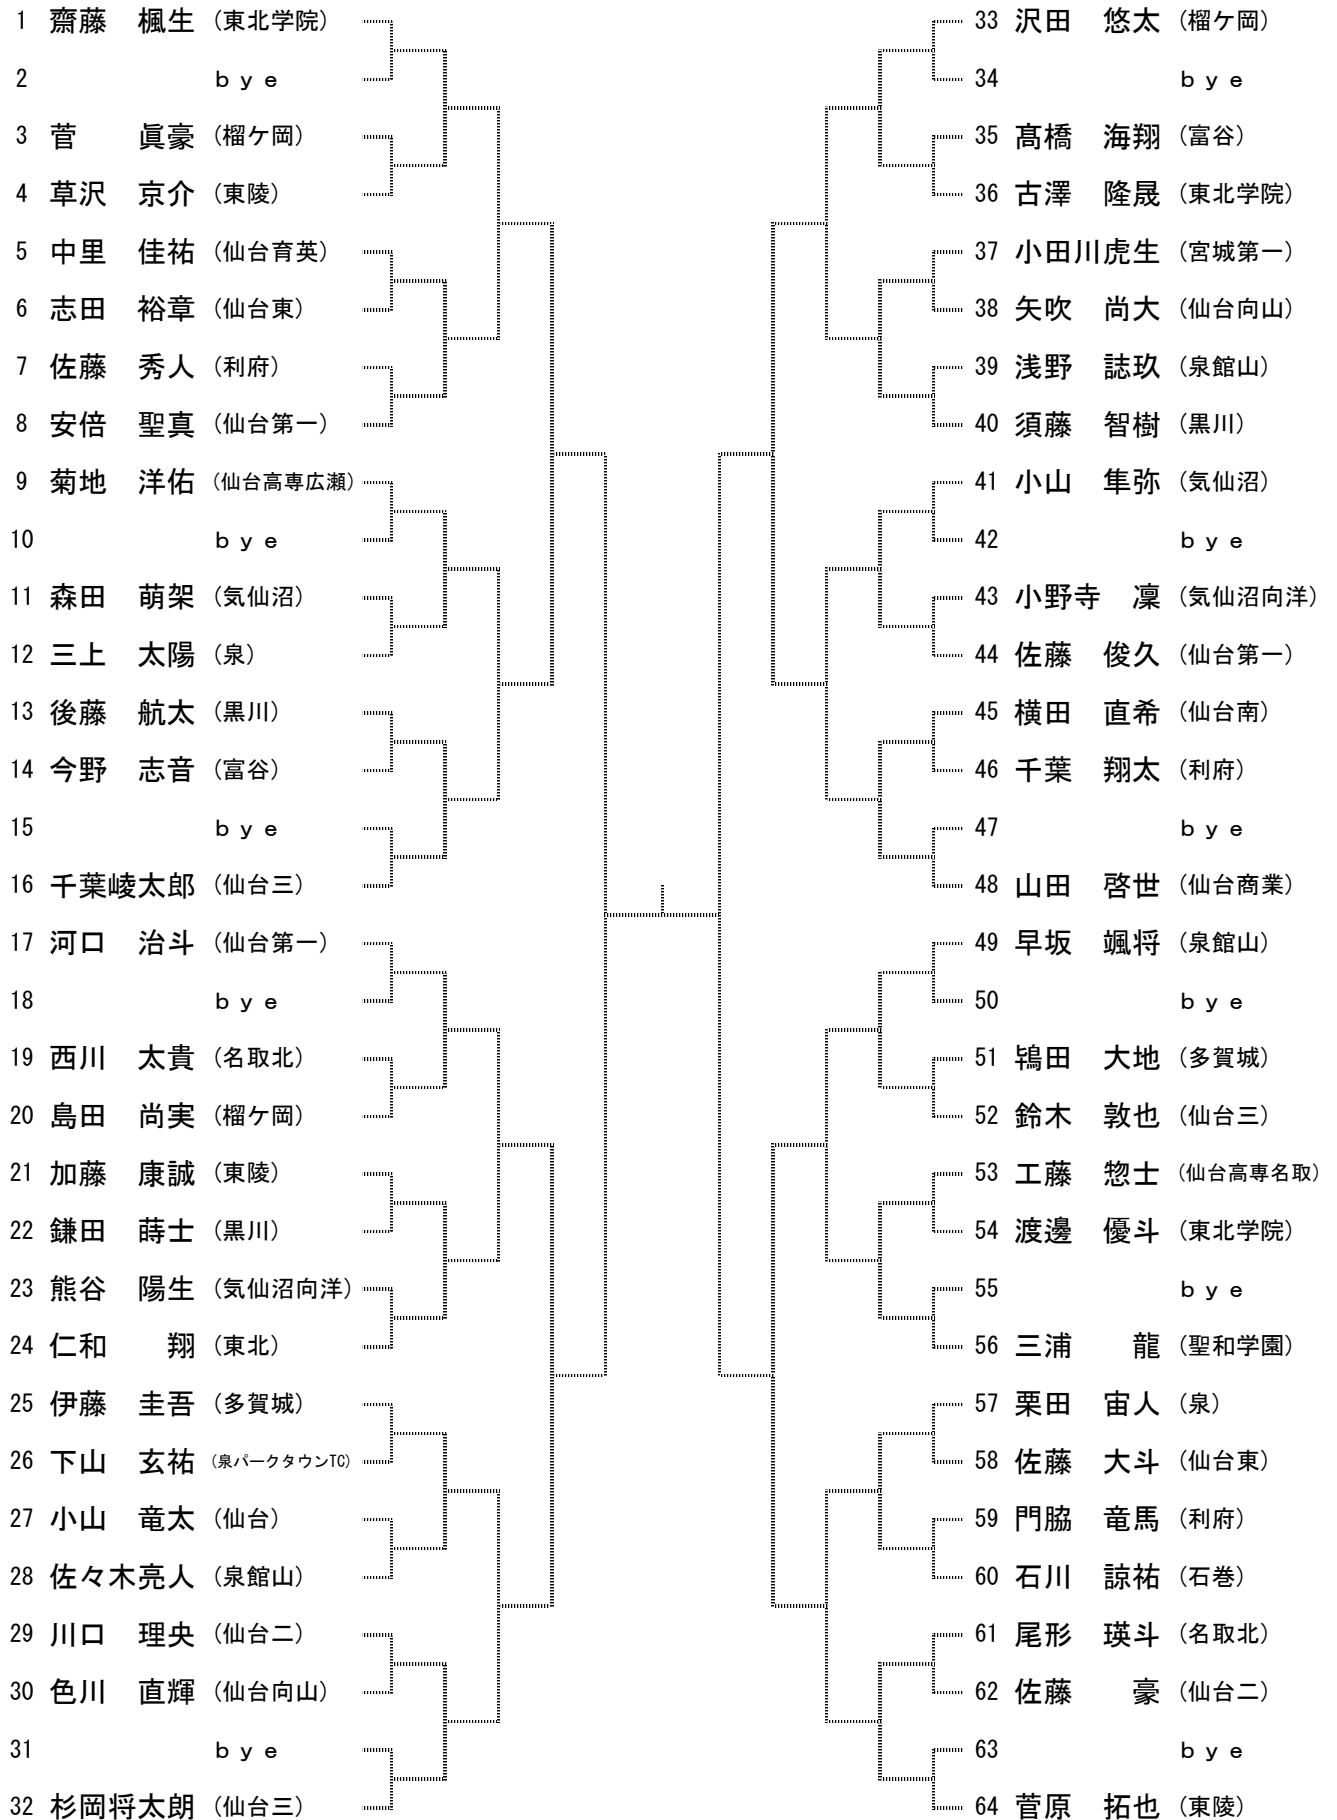 1 齋藤 楓生 (東北学院)
2 bye
3 菅 眞豪 (榴ケ岡)
4 草沢 京介 (東陵)
5 中里 佳祐 (仙台育英)
6 志田 裕章 (仙台東)
7 佐藤 秀人 (利府)
8 安倍 聖真 (仙台第一)
9 菊地 洋佑 (仙台高専広瀬)
10 bye
11 森田 萌架 (気仙沼)
12 三上 太陽 (泉)
13 後藤 航太 (黒川)
14 今野 志音 (富谷)
15 bye
16 千葉崚太郎 (仙台三)
17 河口 治斗 (仙台第一)
18 bye
19 西川 太貴 (名取北)
20 島田 尚実 (榴ケ岡)
21 加藤 康誠 (東陵)
22 鎌田 蒔士 (黒川)
23 熊谷 陽生 (気仙沼向洋)
24 仁和 翔 (東北)
25 伊藤 圭吾 (多賀城)
26 下山 玄祐 (泉パークタウンTC)
27 小山 竜太 (仙台)
28 佐々木亮人 (泉館山)
29 川口 理央 (仙台二)
30 色川 直輝 (仙台向山)
31 bye
32 杉岡将太朗 (仙台三)
33 沢田 悠太 (榴ケ岡)
34 bye
35 髙橋 海翔 (富谷)
36 古澤 隆晟 (東北学院)
37 小田川虎生 (宮城第一)
38 矢吹 尚大 (仙台向山)
39 浅野 誌玖 (泉館山)
40 須藤 智樹 (黒川)
41 小山 隼弥 (気仙沼)
42 bye
43 小野寺 凜 (気仙沼向洋)
44 佐藤 俊久 (仙台第一)
45 横田 直希 (仙台南)
46 千葉 翔太 (利府)
47 bye
48 山田 啓世 (仙台商業)
49 早坂 颯将 (泉館山)
50 bye
51 鴇田 大地 (多賀城)
52 鈴木 敦也 (仙台三)
53 工藤 惣士 (仙台高専名取)
54 渡邊 優斗 (東北学院)
55 bye
56 三浦 龍 (聖和学園)
57 栗田 宙人 (泉)
58 佐藤 大斗 (仙台東)
59 門脇 竜馬 (利府)
60 石川 諒祐 (石巻)
61 尾形 瑛斗 (名取北)
62 佐藤 豪 (仙台二)
63 bye
64 菅原 拓也 (東陵)